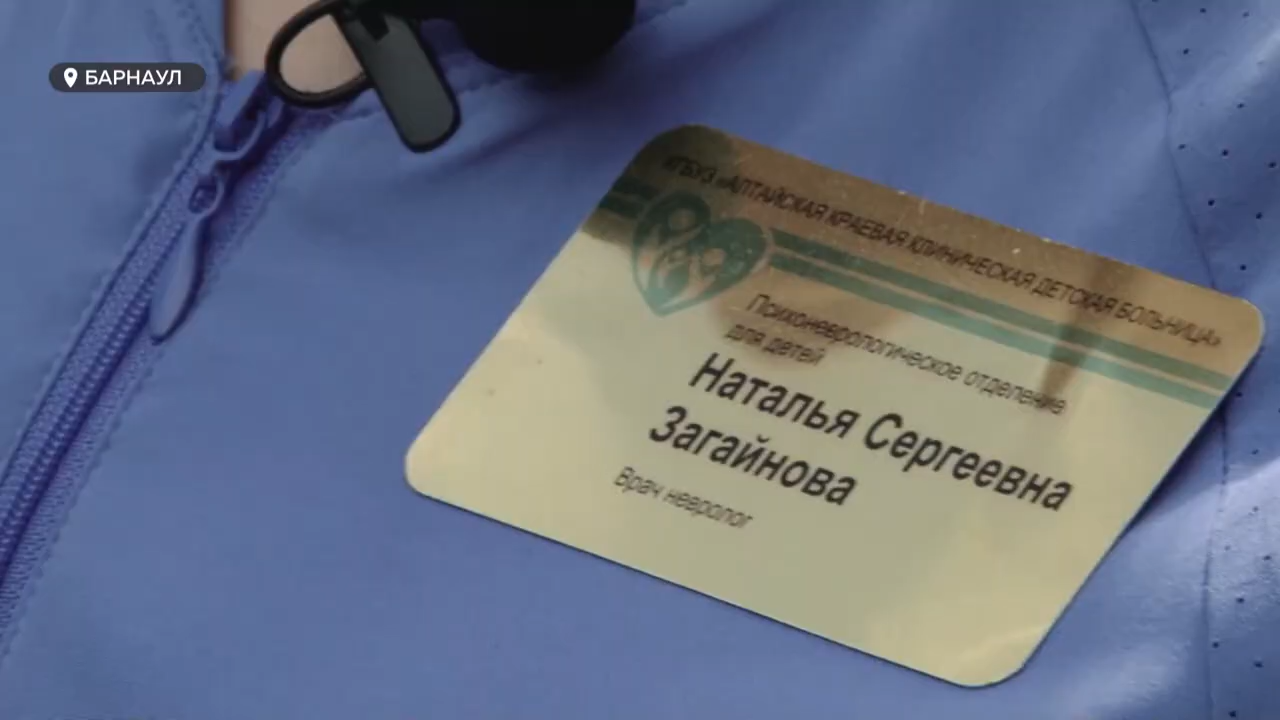 БАРНАУЛ
КГБУЗ «АЛТАЙСКАЯ КРАЕВАЯ КЛИНИЧЕСКАЯ ДЕТСКАЯ БОЛЬНИЦА»
Психоневрологическое отделение
для детей
Наталья Сергеевна
Загайнова
Врач невролог